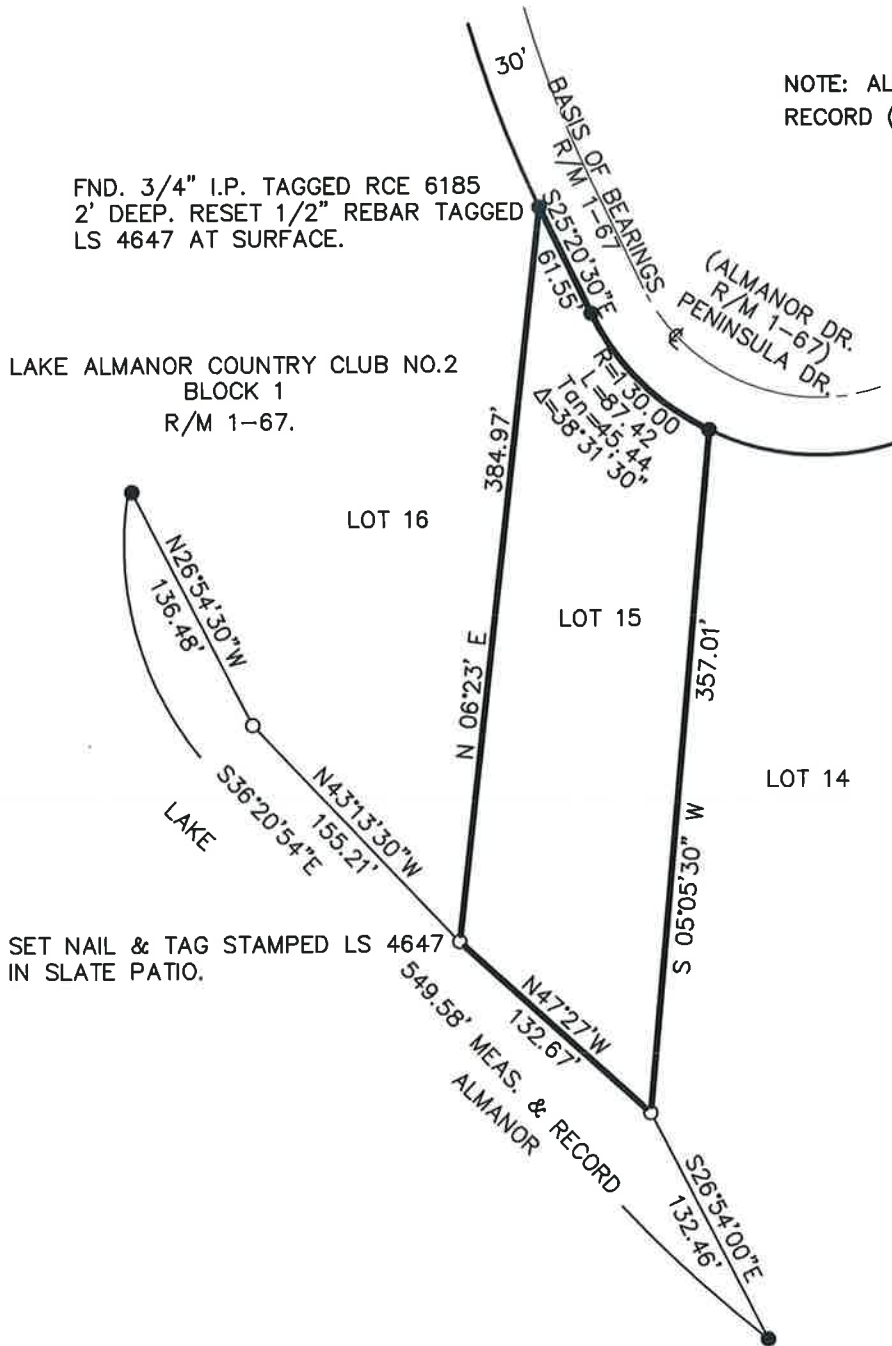 30'
NOTE: AL
RECORD (
BASIS OF BEARINGS
R/M 1-67
FND. 3/4" I.P. TAGGED RCE 6185
2' DEEP. RESET 1/2" REBAR TAGGED
LS 4647 AT SURFACE.
S25°20'30"E
61.55'
(ALMANOR DR.
R/M 1-67)
PENINSULA DR.
℄
LAKE ALMANOR COUNTRY CLUB NO.2
BLOCK 1
R/M 1-67.
R=130.00
L=87.42
Tan=45.44
Δ=38°31'30"
384.97'
N 06°23' E
LOT 16
LOT 15
357.01'
S 05°05'30" W
LOT 14
N26°54'30"W
136.48'
N43°13'30"W
155.21'
S36°20'54"E
549.58' MEAS. & RECORD
LAKE
ALMANOR
SET NAIL & TAG STAMPED LS 4647
IN SLATE PATIO.
N47°27'W
132.67'
S26°54'00"E
132.46'